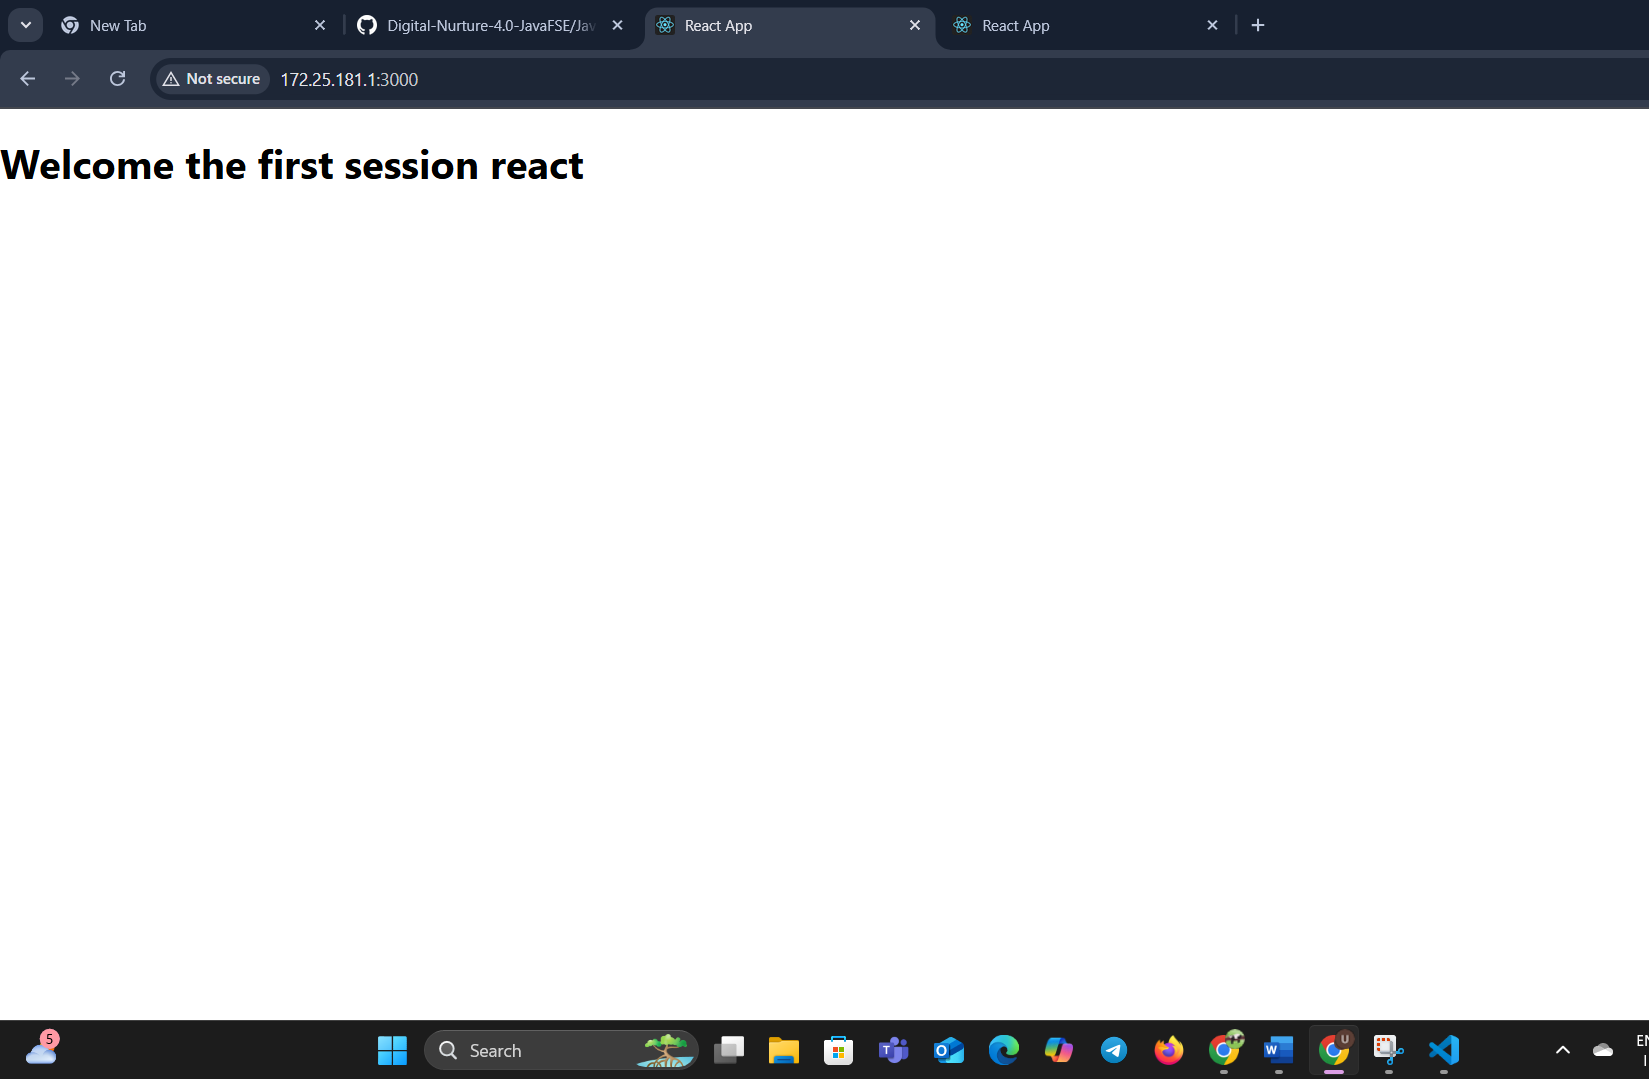 New Tab
Digital-Nurture-4.0-JavaFSE/Jav
React App
React App
Not secure
172.25.181.1:3000
Welcome the first session react
5
Search
U